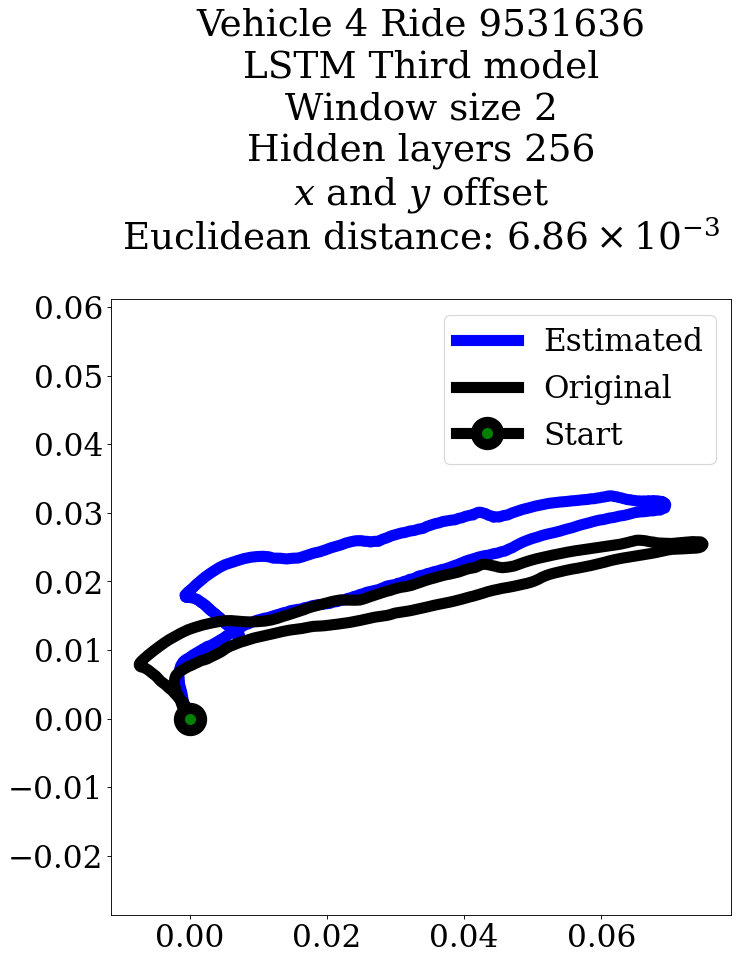 Vehicle 4 Ride 9531636
LSTM Third model
Window size 2
Hidden layers 256
x and y offset
Euclidean distance: 6.86 × 10⁻³
Estimated
Original
Start
0.06
0.05
0.04
0.03
0.02
0.01
0.00
−0.01
−0.02
0.00 0.02 0.04 0.06